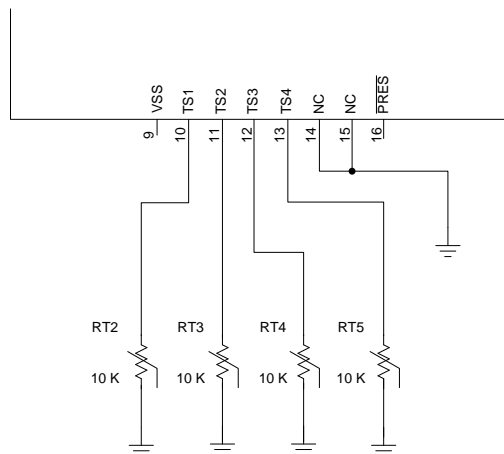 VSS
TS1
TS2
TS3
TS4
NC
NC
PRES
9
10
11
12
13
14
15
16
RT2
RT3
RT4
RT5
10 K
10 K
10 K
10 K